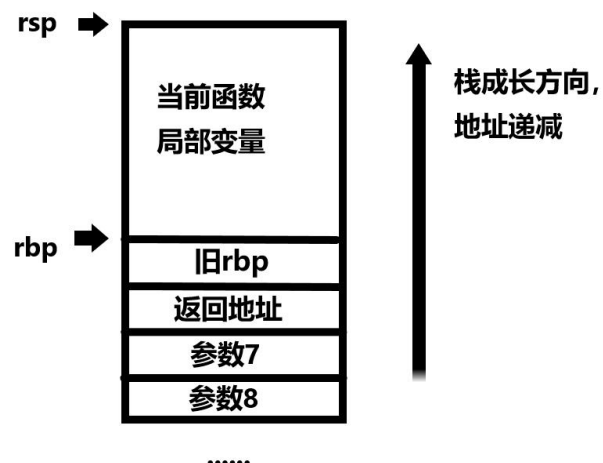 rsp
当前函数
局部变量
栈成长方向，
地址递减
rbp
旧rbp
返回地址
参数7
参数8
......